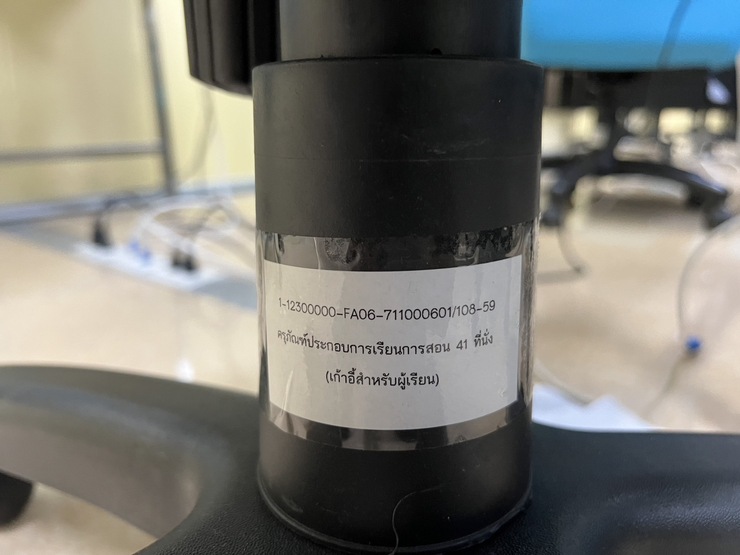 1-12300000-FA06-711000601/108-59
ครุภัณฑ์ประกอบการเรียนการสอน 41 ที่นั่ง
(เก้าอี้สำหรับผู้เรียน)